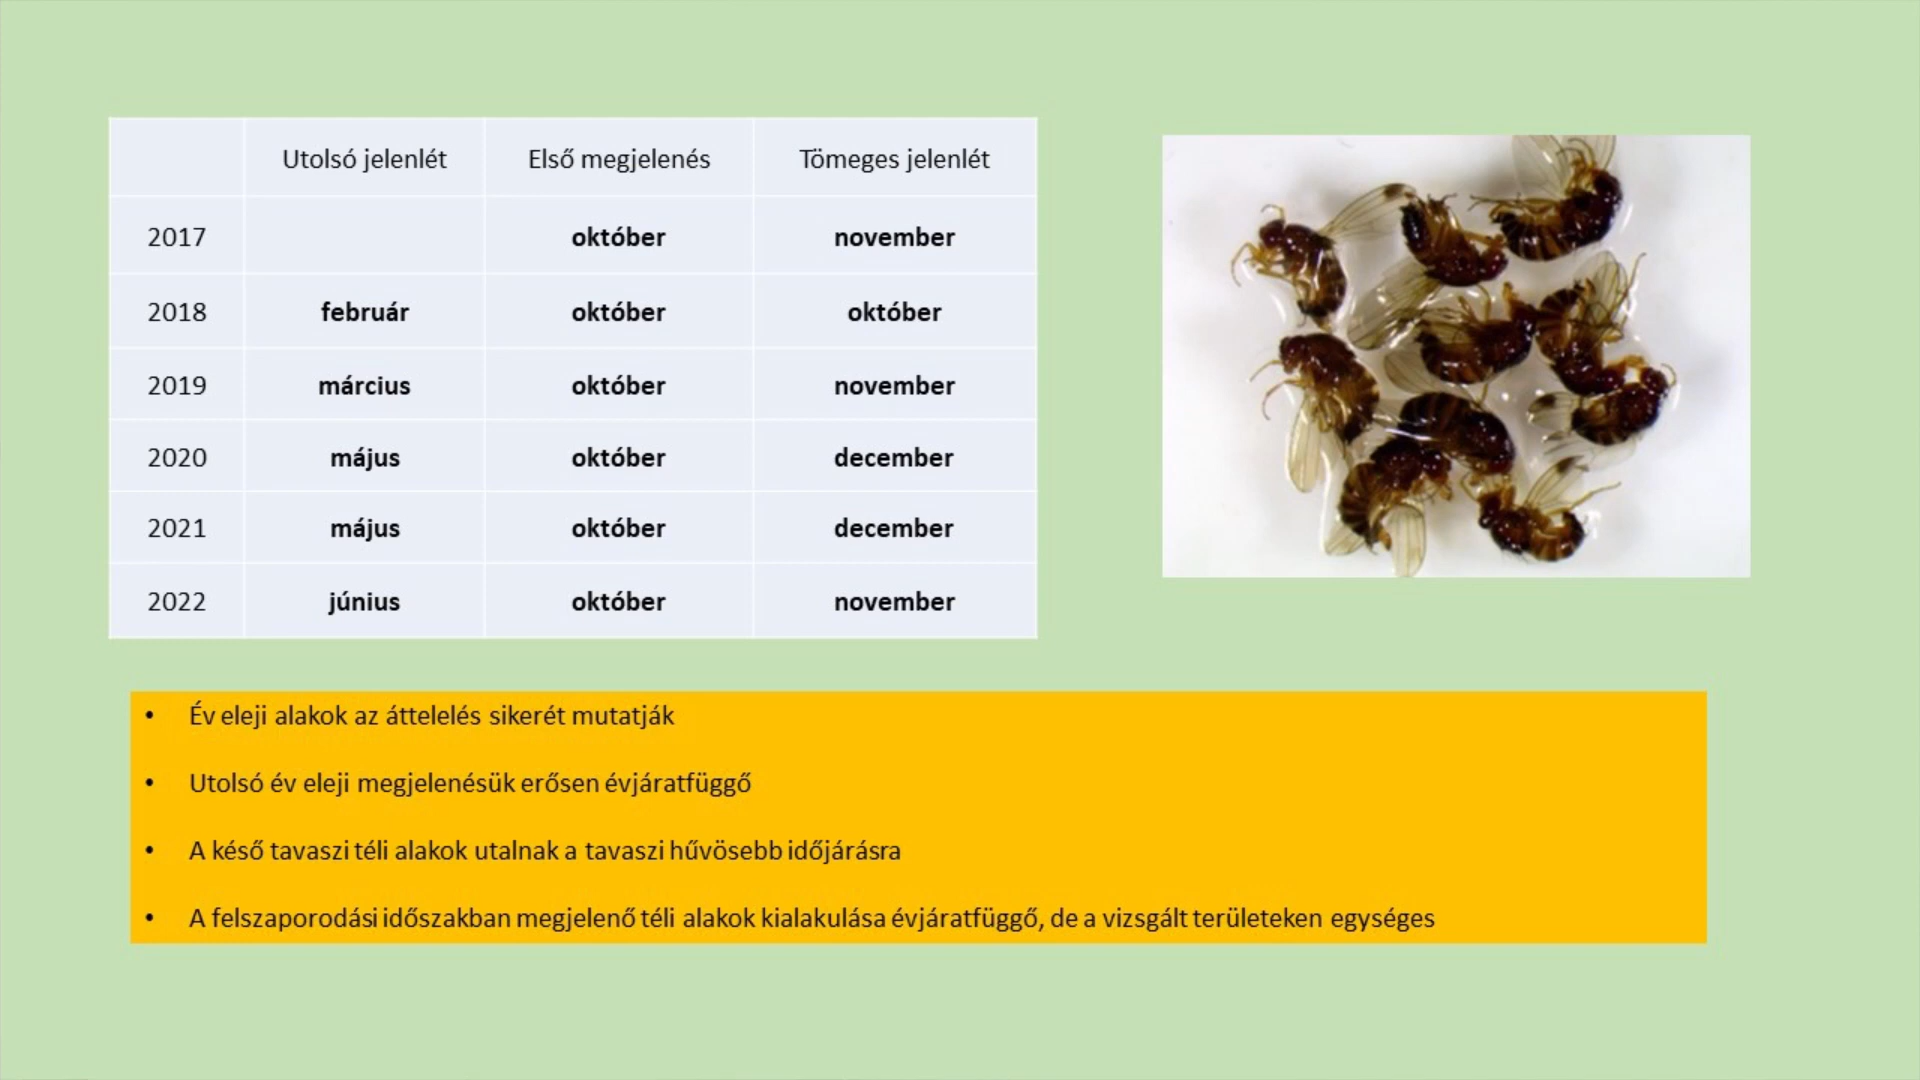 Utolsó jelenlét Első megjelenés Tömeges jelenlét
2017 október november
2018 február október október
2019 március október november
2020 május október december
2021 május október december
2022 június október november
• Év eleji alakok az áttelelés sikerét mutatják
• Utolsó év eleji megjelenésük erősen évjáratfüggő
• A késő tavaszi téli alakok utalnak a tavaszi hűvösebb időjárásra
• A felszaporodási időszakban megjelenő téli alakok kialakulása évjáratfüggő, de a vizsgált területeken egységes